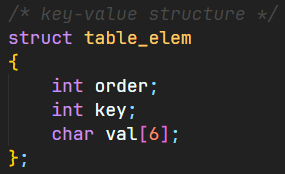 /* key-value structure */
struct table_elem
{
    int order;
    int key;
    char val[6];
};